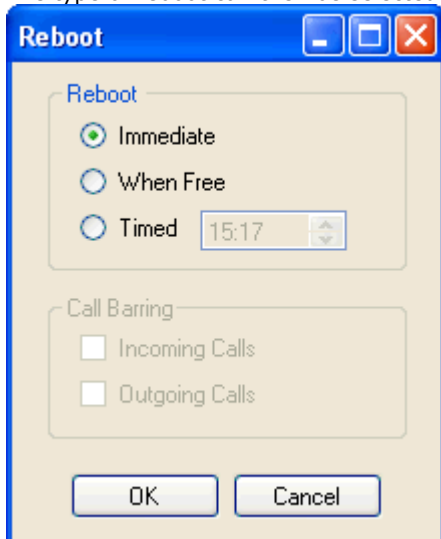 Reboot
Reboot
Immediate
When Free
Timed 15:17
Call Barring
Incoming Calls
Outgoing Calls
OK Cancel